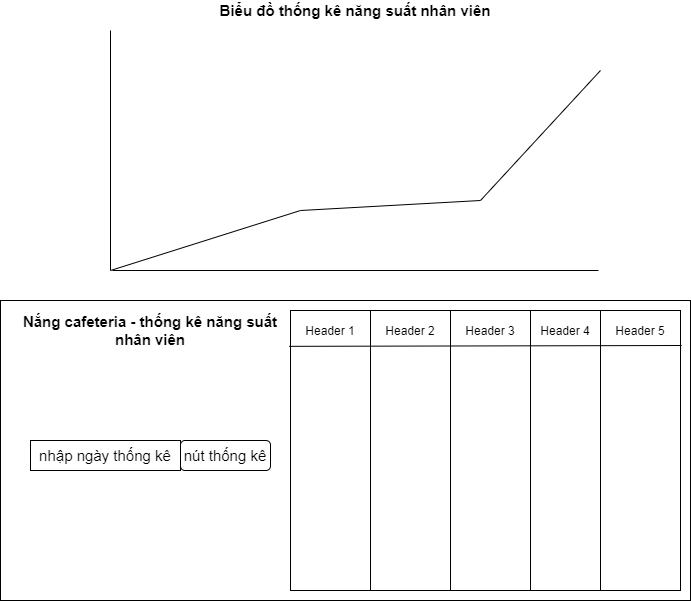 Biểu đồ thống kê năng suất nhân viên
Nắng cafeteria - thống kê năng suất
nhân viên
nhập ngày thống kê
nút thống kê
Header 1
Header 2
Header 3
Header 4
Header 5